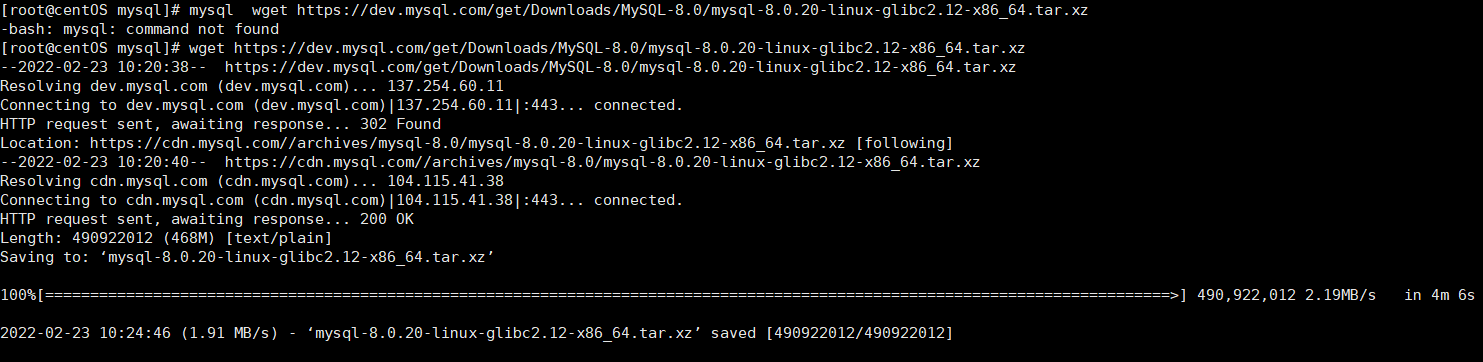 [root@centOS mysql]# mysql  wget https://dev.mysql.com/get/Downloads/MySQL-8.0/mysql-8.0.20-linux-glibc2.12-x86_64.tar.xz
-bash: mysql: command not found
[root@centOS mysql]# wget https://dev.mysql.com/get/Downloads/MySQL-8.0/mysql-8.0.20-linux-glibc2.12-x86_64.tar.xz
--2022-02-23 10:20:38--  https://dev.mysql.com/get/Downloads/MySQL-8.0/mysql-8.0.20-linux-glibc2.12-x86_64.tar.xz
Resolving dev.mysql.com (dev.mysql.com)... 137.254.60.11
Connecting to dev.mysql.com (dev.mysql.com)|137.254.60.11|:443... connected.
HTTP request sent, awaiting response... 302 Found
Location: https://cdn.mysql.com//archives/mysql-8.0/mysql-8.0.20-linux-glibc2.12-x86_64.tar.xz [following]
--2022-02-23 10:20:40--  https://cdn.mysql.com//archives/mysql-8.0/mysql-8.0.20-linux-glibc2.12-x86_64.tar.xz
Resolving cdn.mysql.com (cdn.mysql.com)... 104.115.41.38
Connecting to cdn.mysql.com (cdn.mysql.com)|104.115.41.38|:443... connected.
HTTP request sent, awaiting response... 200 OK
Length: 490922012 (468M) [text/plain]
Saving to: ‘mysql-8.0.20-linux-glibc2.12-x86_64.tar.xz’
100%[=============================================================================================================================>] 490,922,012 2.19MB/s   in 4m 6s
2022-02-23 10:24:46 (1.91 MB/s) - ‘mysql-8.0.20-linux-glibc2.12-x86_64.tar.xz’ saved [490922012/490922012]